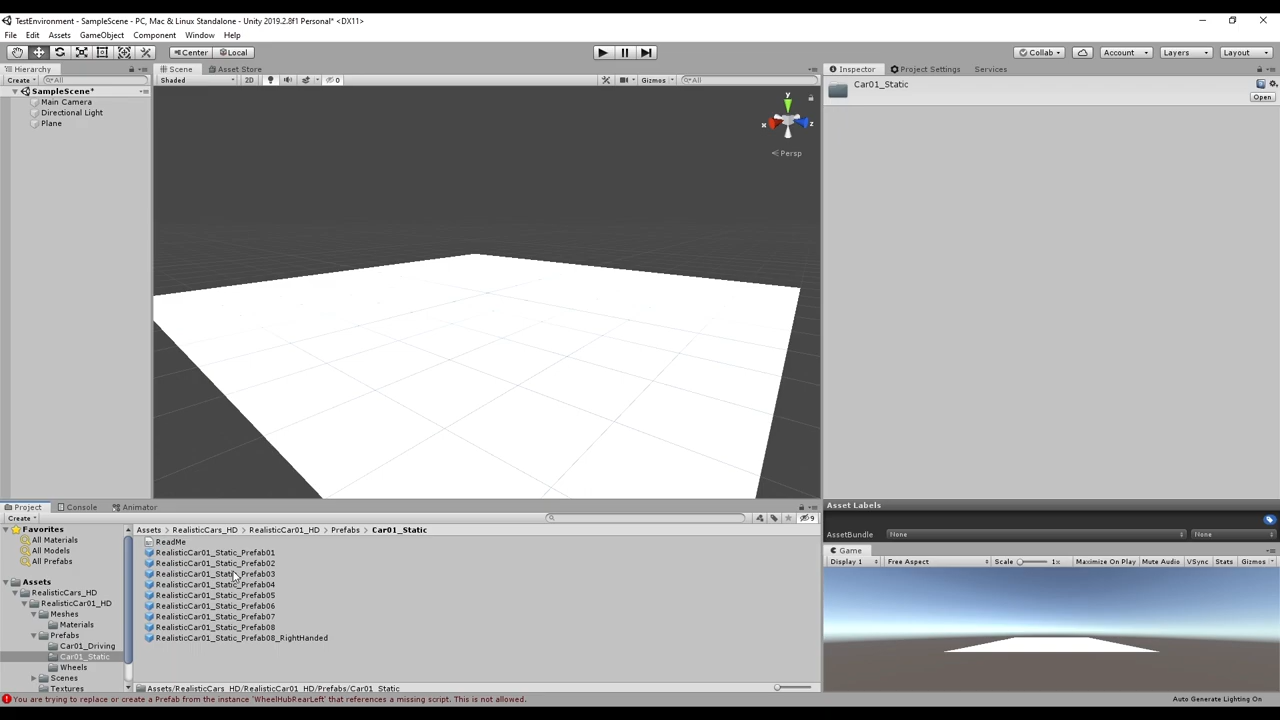 TestEnvironment - SampleScene - PC, Mac & Linux Standalone - Unity 2019.2.8f1 Personal* <DX11>
File Edit Assets GameObject Component Window Help
Center Local Collab Account Layers Layout
Hierarchy Scene Asset Store Inspector Project Settings Services
Create All Shaded 2D 0 Gizmos All
Car01_Static
Open
SampleScene*
Main Camera
Directional Light
Plane
y
x z
Persp
Project Console Animator
Create 9
Favorites
All Materials
All Models
All Prefabs
Assets
RealisticCars_HD
RealisticCar01_HD
Meshes
Materials
Prefabs
Car01_Driving
Car01_Static
Wheels
Scenes
Textures
Assets > RealisticCars_HD > RealisticCar01_HD > Prefabs > Car01_Static
ReadMe
RealisticCar01_Static_Prefab01
RealisticCar01_Static_Prefab02
RealisticCar01_Static_Prefab03
RealisticCar01_Static_Prefab04
RealisticCar01_Static_Prefab05
RealisticCar01_Static_Prefab06
RealisticCar01_Static_Prefab07
RealisticCar01_Static_Prefab08
RealisticCar01_Static_Prefab08_RightHanded
Assets/RealisticCars_HD/RealisticCar01_HD/Prefabs/Car01_Static
Asset Labels
AssetBundle None None
Game
Display 1 Free Aspect Scale 1x Maximize On Play Mute Audio VSync Stats Gizmos
You are trying to replace or create a Prefab from the instance 'WheelHubRearLeft' that references a missing script. This is not allowed.
Auto Generate Lighting On